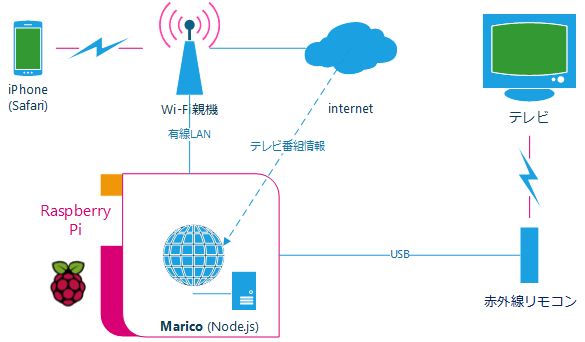 iPhone
(Safari)
Wi-Fi親機
internet
テレビ
有線LAN
テレビ番組情報
Raspberry
Pi
USB
赤外線リモコン
Marico (Node.js)